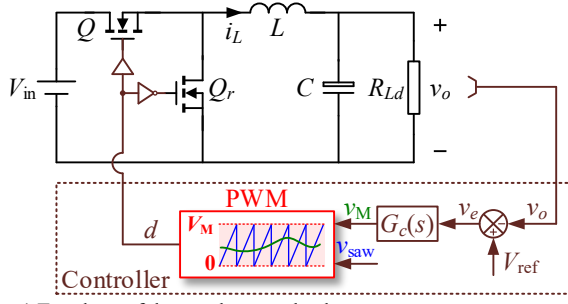 Q
i_L
L
+
V_in
Q_r
C
R_Ld
v_o
−
PWM
V_M
0
v_M
v_saw
G_c(s)
v_e
v_o
−
+
V_ref
d
Controller